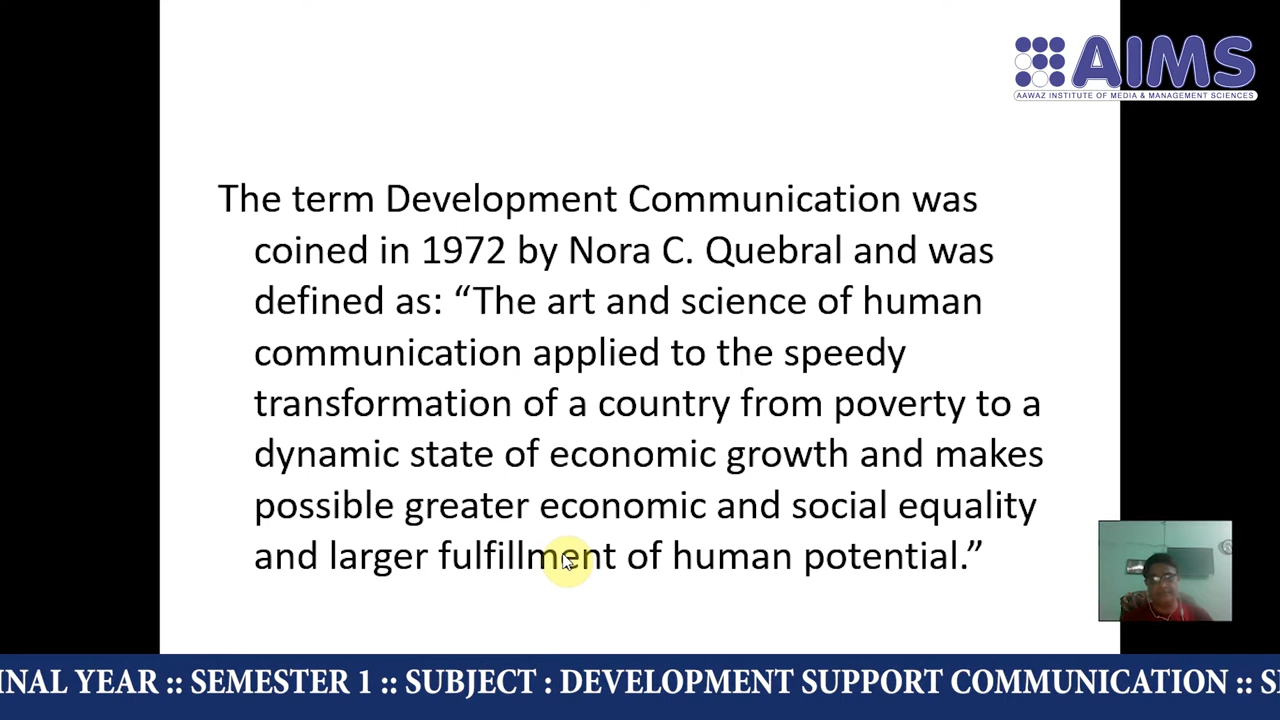 AIMS
AAWAZ INSTITUTE OF MEDIA & MANAGEMENT SCIENCES
The term Development Communication was
coined in 1972 by Nora C. Quebral and was
defined as: “The art and science of human
communication applied to the speedy
transformation of a country from poverty to a
dynamic state of economic growth and makes
possible greater economic and social equality
and larger fulfillment of human potential.”
INAL YEAR :: SEMESTER 1 :: SUBJECT : DEVELOPMENT SUPPORT COMMUNICATION :: S